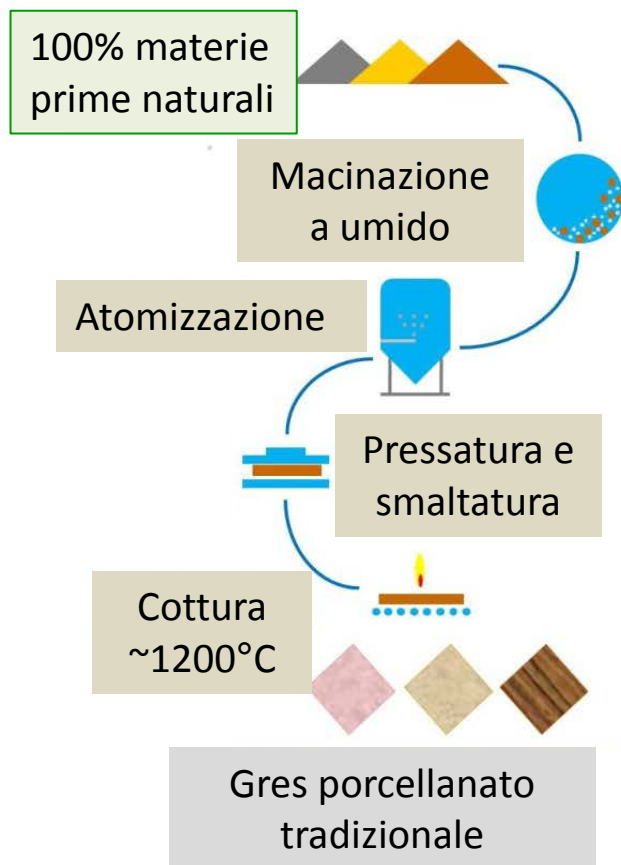 100% materie
prime naturali
Macinazione
a umido
Atomizzazione
Pressatura e
smaltatura
Cottura
~1200°C
Gres porcellanato
tradizionale